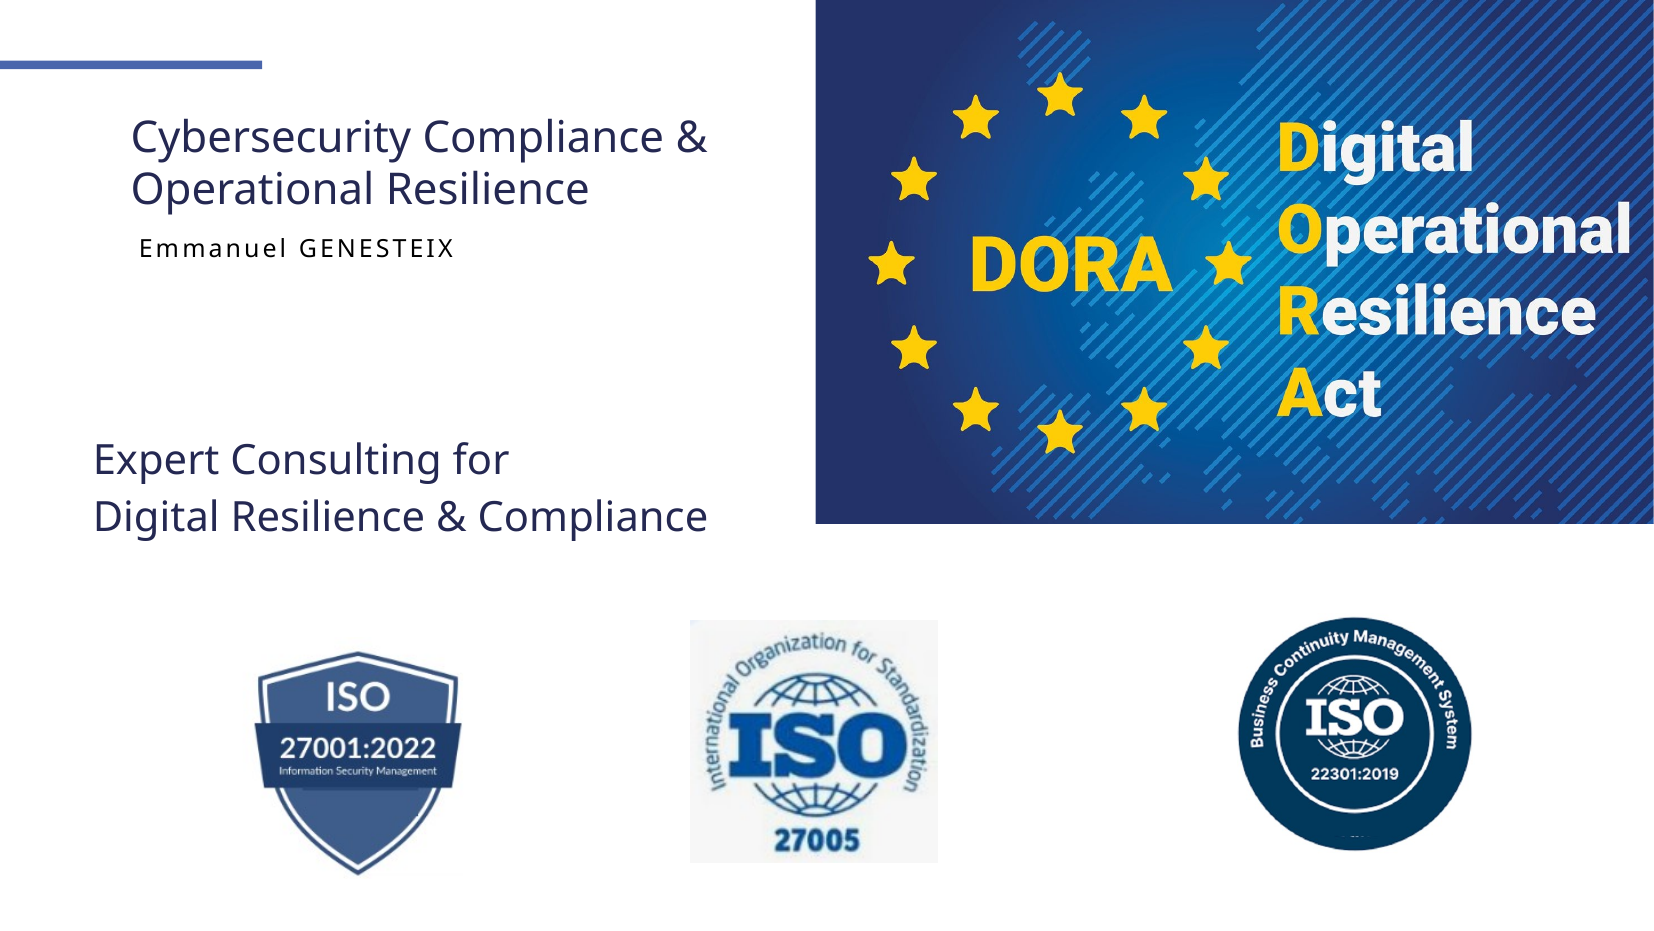 Cybersecurity Compliance &
Operational Resilience
Emmanuel GENESTEIX
DORA
Digital
Operational
Resilience
Act
Expert Consulting for
Digital Resilience & Compliance
ISO
27001:2022
Information Security Management
International Organization for Standardization
ISO
27005
Business Continuity Management System
ISO
22301:2019